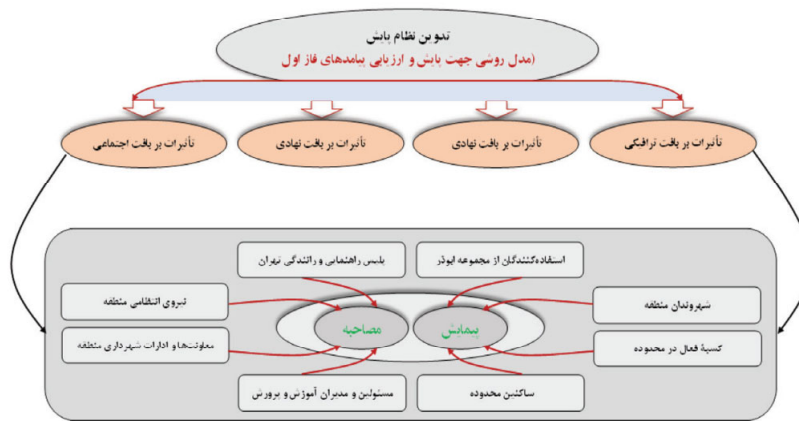 تدوین نظام پایش
(مدل روشی جهت پایش و ارزیابی پیامدهای فاز اول
تأثیرات بر بافت ترافیکی
تأثیرات بر بافت نهادی
تأثیرات بر بافت نهادی
تأثیرات بر بافت اجتماعی
استفاده‌کنندگان از مجموعه ابوذر
پلیس راهنمایی و رانندگی تهران
شهروندان منطقه
نیروی انتظامی منطقه
پیمایش
مصاحبه
کسبۀ فعال در محدوده
معاونت‌ها و ادارات شهرداری منطقه
ساکنین محدوده
مسئولین و مدیران آموزش و پرورش